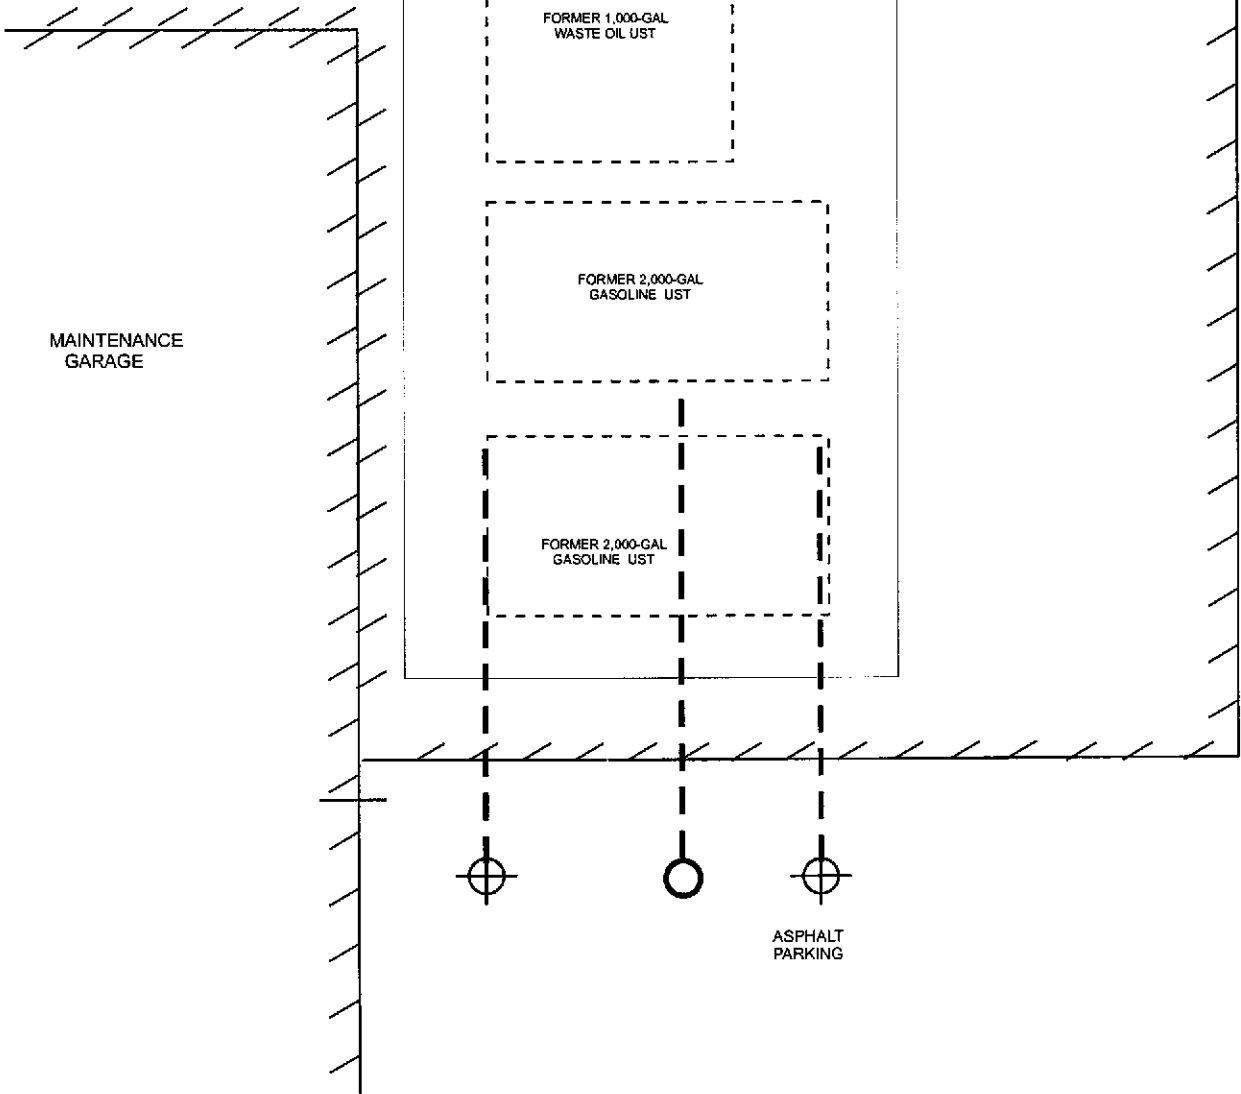 FORMER 1,000-GAL
WASTE OIL UST
FORMER 2,000-GAL
GASOLINE UST
MAINTENANCE
GARAGE
FORMER 2,000-GAL
GASOLINE UST
ASPHALT
PARKING